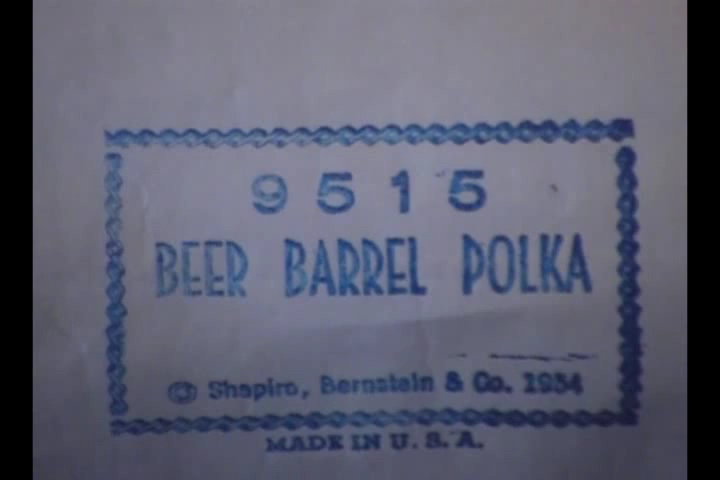 9515
BEER BARREL POLKA
© Shapiro, Bernstein & Co. 1934
MADE IN U.S.A.